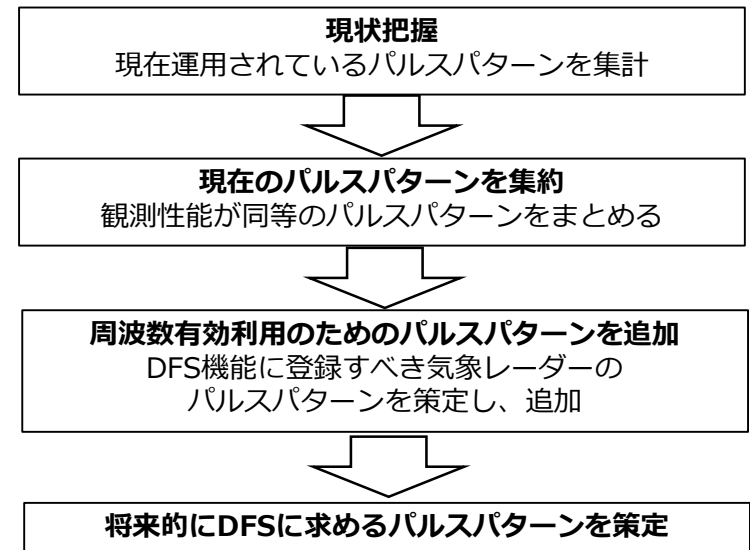 現状把握
現在運用されているパルスパターンを集計
現在のパルスパターンを集約
観測性能が同等のパルスパターンをまとめる
周波数有効利用のためのパルスパターンを追加
DFS機能に登録すべき気象レーダーの
パルスパターンを策定し、追加
将来的にDFSに求めるパルスパターンを策定